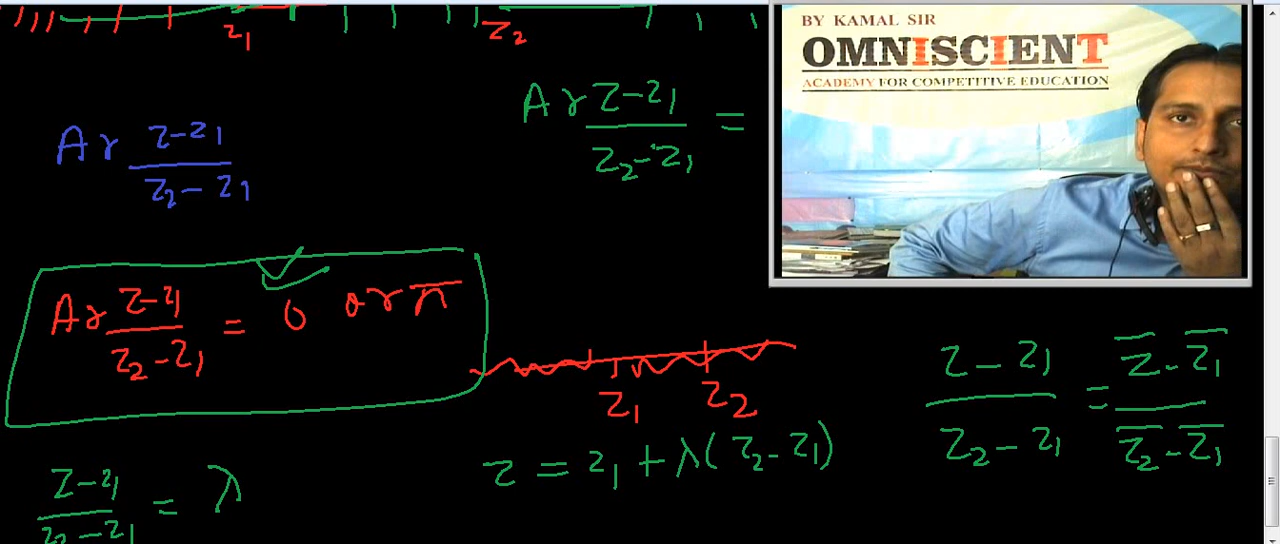 z₁
z₂
BY KAMAL SIR
OMNISCIENT
ACADEMY FOR COMPETITIVE EDUCATION
Ar (z-z₁)/(z₂-z₁)
Ar (z-z₁)/(z₂-z₁) =
Ar (z-z₁)/(z₂-z₁) = 0 or π
z₁ z₂
(z-z₁)/(z₂-z₁) = (z̅-z̅₁)/(z̅₂-z̅₁)
z = z₁ + λ(z₂-z₁)
(z-z₁)/(z₂-z₁) = λ